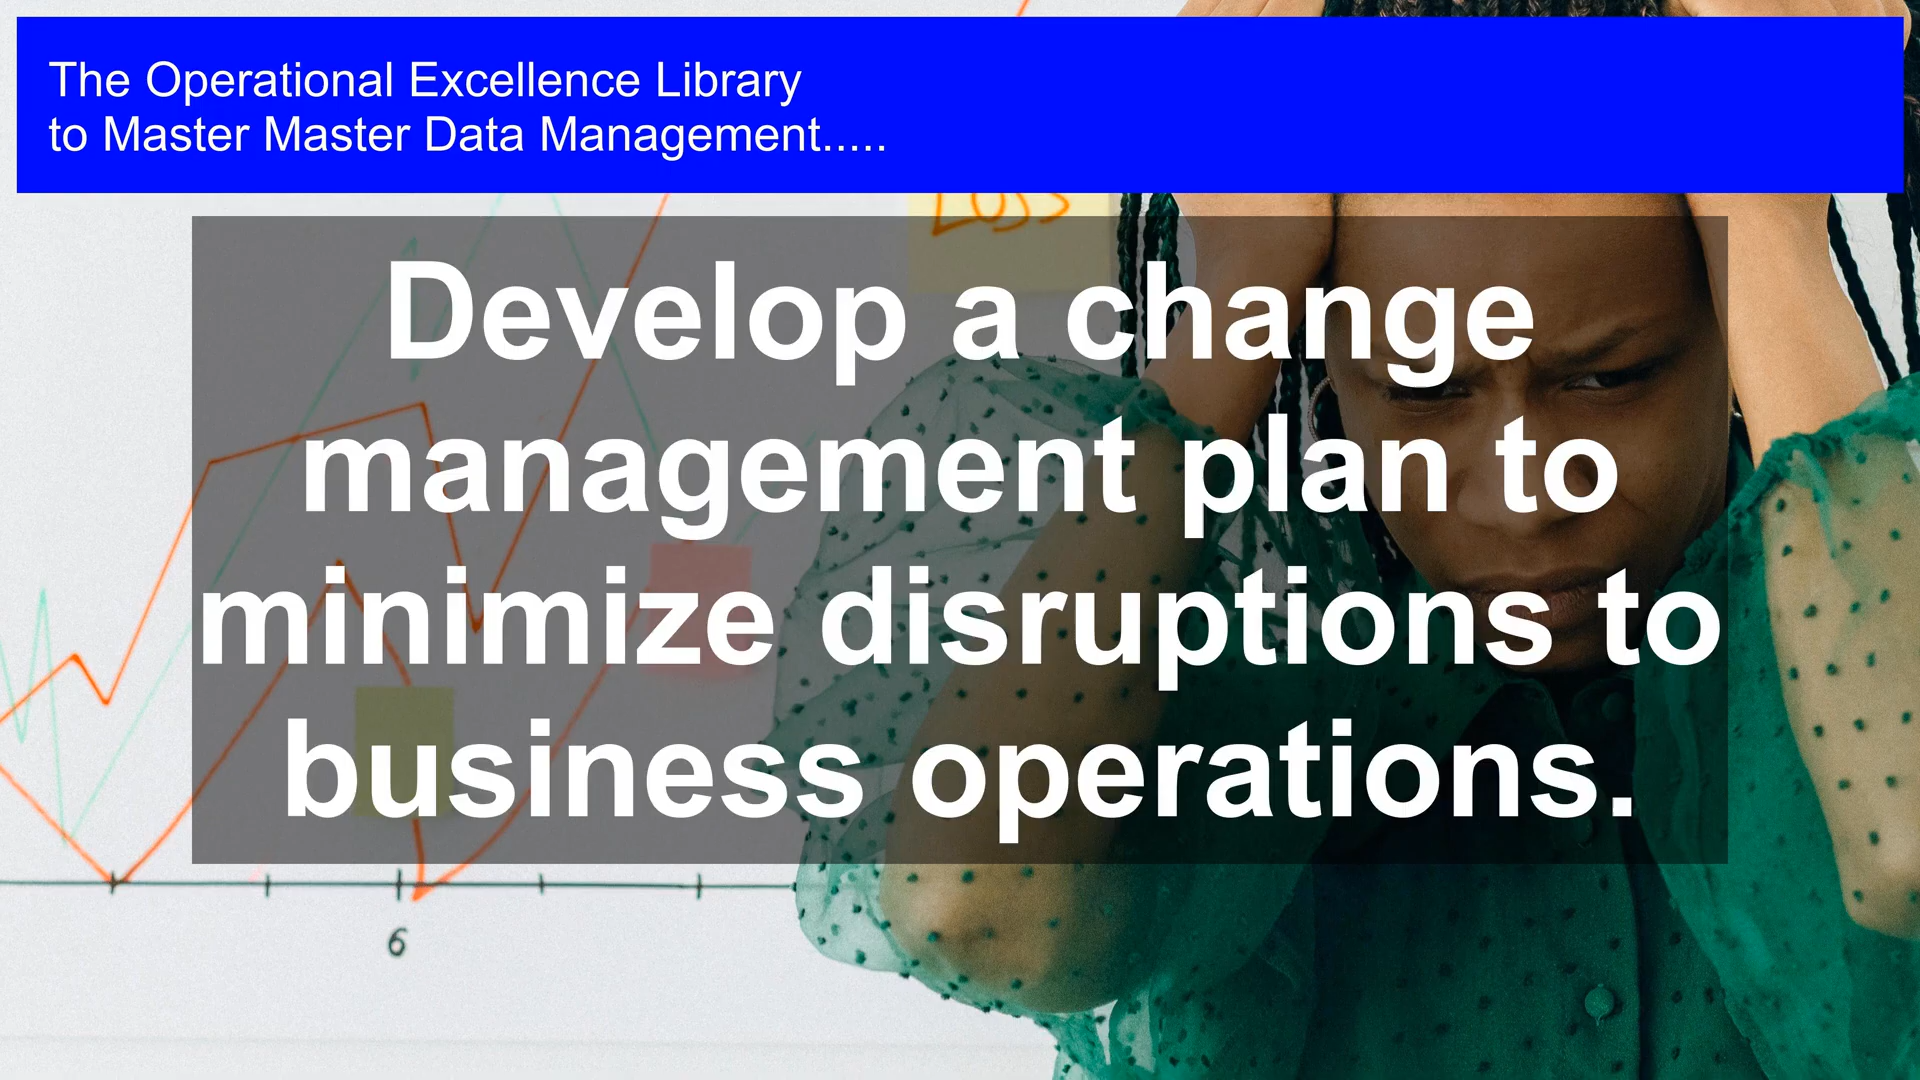 The Operational Excellence Library
to Master Master Data Management.....
Loss
Develop a change
management plan to
minimize disruptions to
business operations.
6